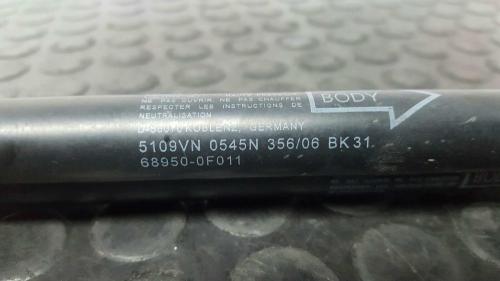 NE PAS OUVRIR, NE PAS CHAUFFER
RESPECTER LES INSTRUCTIONS DE
NEUTRALISATION
BODY
D-56070 KOBLENZ, GERMANY
5109VN 0545N 356/06 BK31
68950-0F011